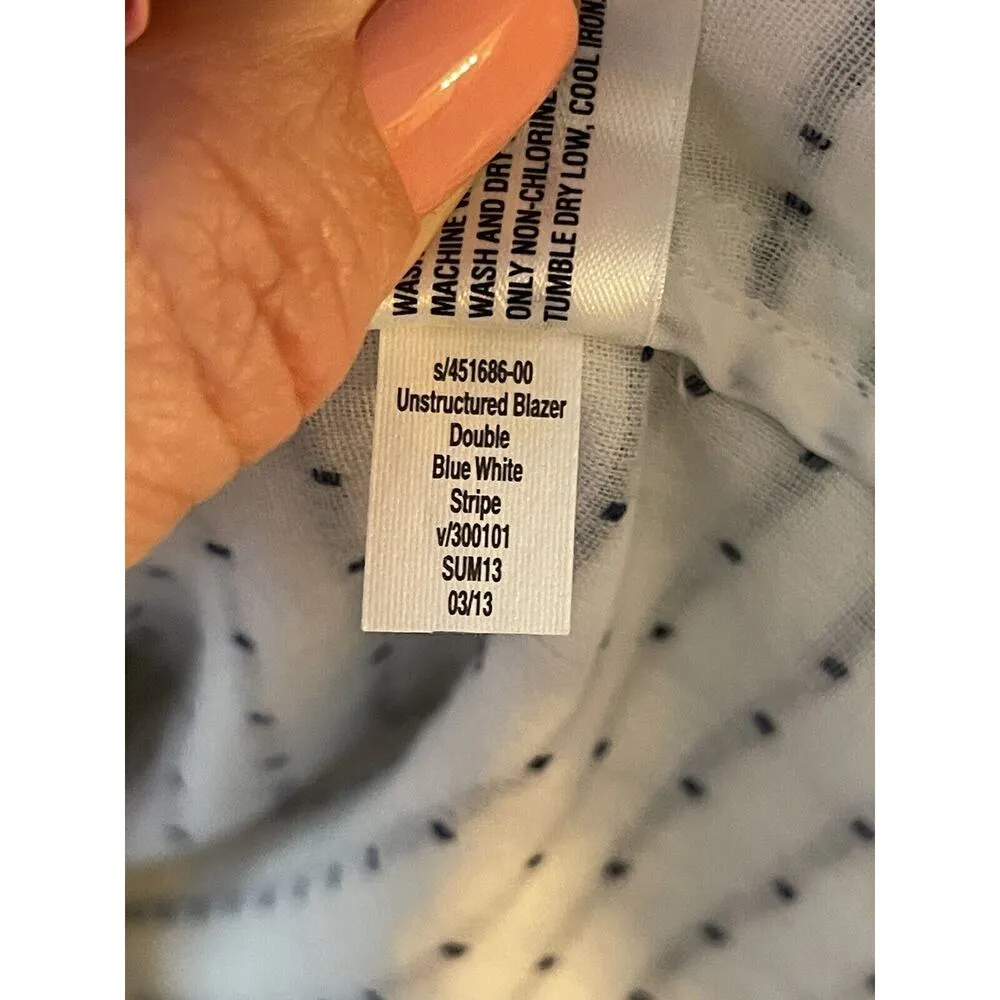 MACHINE
WASH AND DRY
ONLY NON-CHLORINE
TUMBLE DRY LOW, COOL IRON
s/451686-00
Unstructured Blazer
Double
Blue White
Stripe
v/300101
SUM13
03/13